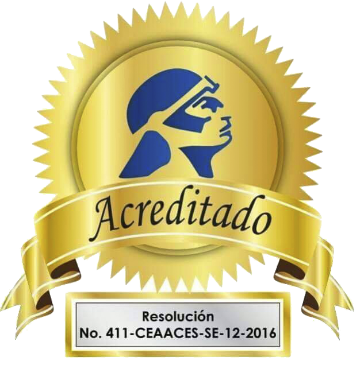 Acreditado
Resolución
No. 411-CEAACES-SE-12-2016